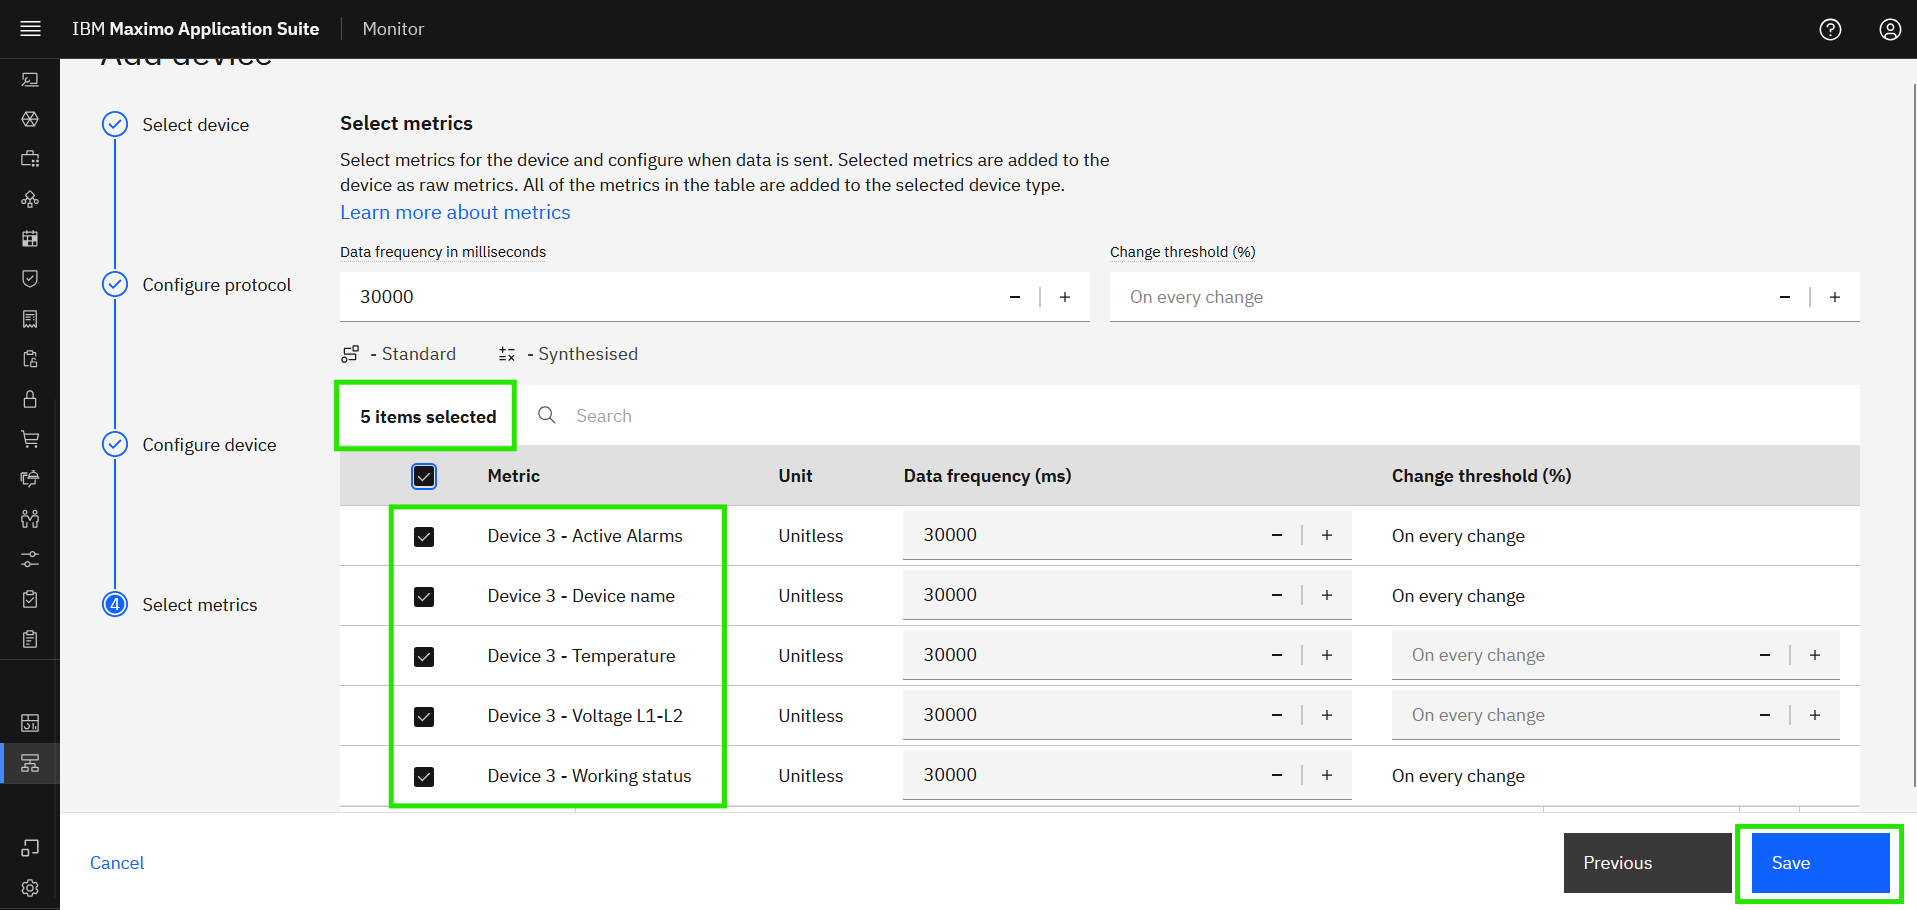 IBM Maximo Application Suite Monitor
Add device
Select device
Configure protocol
Configure device
4 Select metrics
Select metrics
Select metrics for the device and configure when data is sent. Selected metrics are added to the
device as raw metrics. All of the metrics in the table are added to the selected device type.
Learn more about metrics
Data frequency in milliseconds Change threshold (%)
30000 On every change
- Standard - Synthesised
5 items selected Search
Metric Unit Data frequency (ms) Change threshold (%)
Device 3 - Active Alarms Unitless 30000 On every change
Device 3 - Device name Unitless 30000 On every change
Device 3 - Temperature Unitless 30000 On every change
Device 3 - Voltage L1-L2 Unitless 30000 On every change
Device 3 - Working status Unitless 30000 On every change
Cancel Previous Save